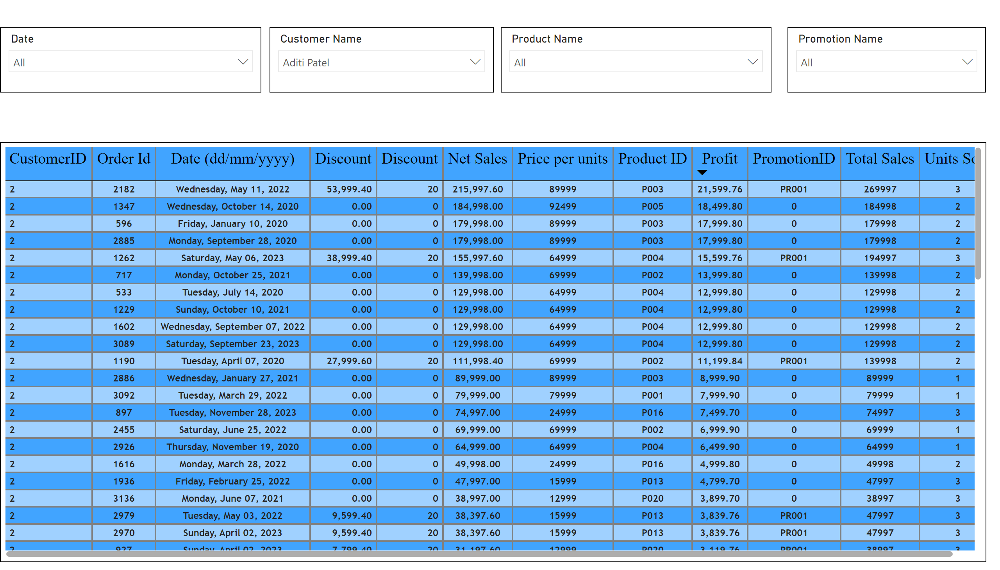 Date Customer Name Product Name Promotion Name
All Aditi Patel All All
CustomerID Order Id Date (dd/mm/yyyy) Discount Discount Net Sales Price per units Product ID Profit PromotionID Total Sales Units So
2 2182 Wednesday, May 11, 2022 53,999.40 20 215,997.60 89999 P003 21,599.76 PR001 269997 3
2 1347 Wednesday, October 14, 2020 0.00 0 184,998.00 92499 P005 18,499.80 0 184998 2
2 596 Friday, January 10, 2020 0.00 0 179,998.00 89999 P003 17,999.80 0 179998 2
2 2885 Monday, September 28, 2020 0.00 0 179,998.00 89999 P003 17,999.80 0 179998 2
2 1262 Saturday, May 06, 2023 38,999.40 20 155,997.60 64999 P004 15,599.76 PR001 194997 3
2 717 Monday, October 25, 2021 0.00 0 139,998.00 69999 P002 13,999.80 0 139998 2
2 533 Tuesday, July 14, 2020 0.00 0 129,998.00 64999 P004 12,999.80 0 129998 2
2 1229 Sunday, October 10, 2021 0.00 0 129,998.00 64999 P004 12,999.80 0 129998 2
2 1602 Wednesday, September 07, 2022 0.00 0 129,998.00 64999 P004 12,999.80 0 129998 2
2 3089 Saturday, September 23, 2023 0.00 0 129,998.00 64999 P004 12,999.80 0 129998 2
2 1190 Tuesday, April 07, 2020 27,999.60 20 111,998.40 69999 P002 11,199.84 PR001 139998 2
2 2886 Wednesday, January 27, 2021 0.00 0 89,999.00 89999 P003 8,999.90 0 89999 1
2 3092 Tuesday, March 29, 2022 0.00 0 79,999.00 79999 P001 7,999.90 0 79999 1
2 897 Tuesday, November 28, 2023 0.00 0 74,997.00 24999 P016 7,499.70 0 74997 3
2 2455 Saturday, June 25, 2022 0.00 0 69,999.00 69999 P002 6,999.90 0 69999 1
2 2926 Thursday, November 19, 2020 0.00 0 64,999.00 64999 P004 6,499.90 0 64999 1
2 1616 Monday, March 28, 2022 0.00 0 49,998.00 24999 P016 4,999.80 0 49998 2
2 1936 Friday, February 25, 2022 0.00 0 47,997.00 15999 P013 4,799.70 0 47997 3
2 3136 Monday, June 07, 2021 0.00 0 38,997.00 12999 P020 3,899.70 0 38997 3
2 2979 Tuesday, May 03, 2022 9,599.40 20 38,397.60 15999 P013 3,839.76 PR001 47997 3
2 2970 Sunday, April 02, 2023 9,599.40 20 38,397.60 15999 P013 3,839.76 PR001 47997 3
2 927 Sunday, April 02, 2023 7,799.40 20 31,197.60 12999 P020 3,119.76 PR001 38997 3